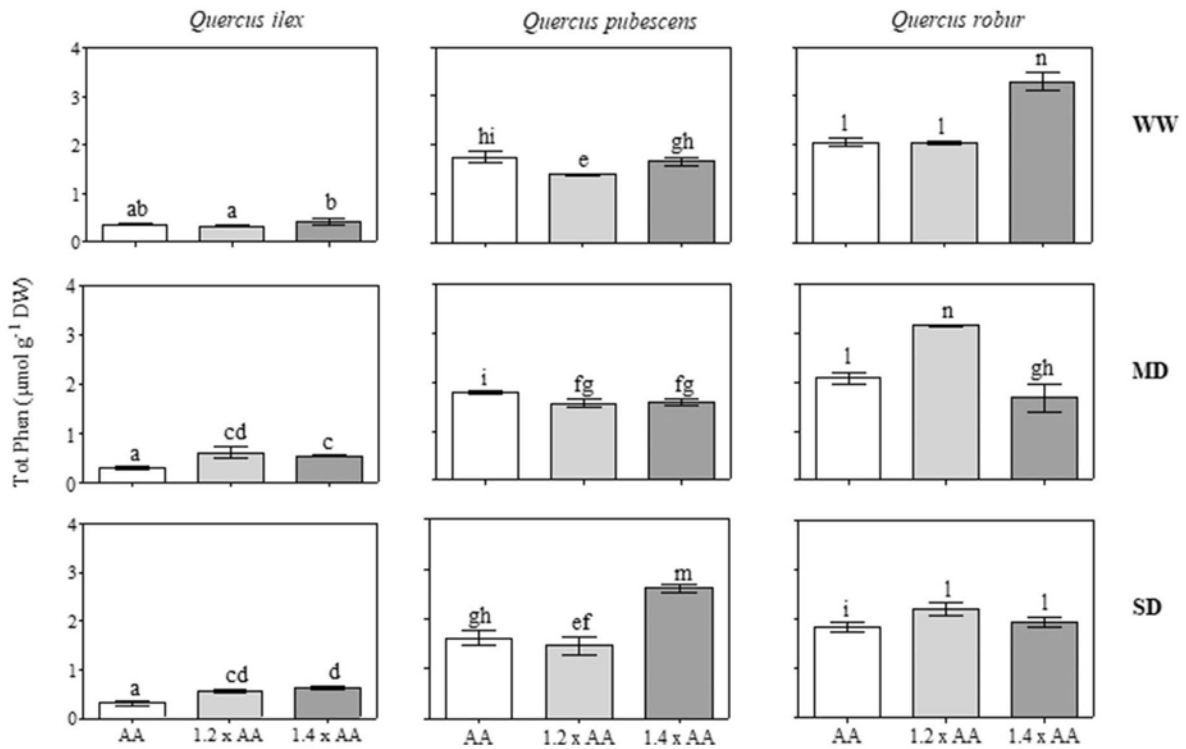 Quercus ilex Quercus pubescens Quercus robur
4
3
2
1
0
ab a b
hi e gh
l l n
WW
Tot Phen (µmol g⁻¹ DW)
4
3
2
1
0
a cd c
i fg fg
l n gh
MD
4
3
2
1
0
a cd d
gh ef m
i l l
SD
AA 1.2 x AA 1.4 x AA AA 1.2 x AA 1.4 x AA AA 1.2 x AA 1.4 x AA